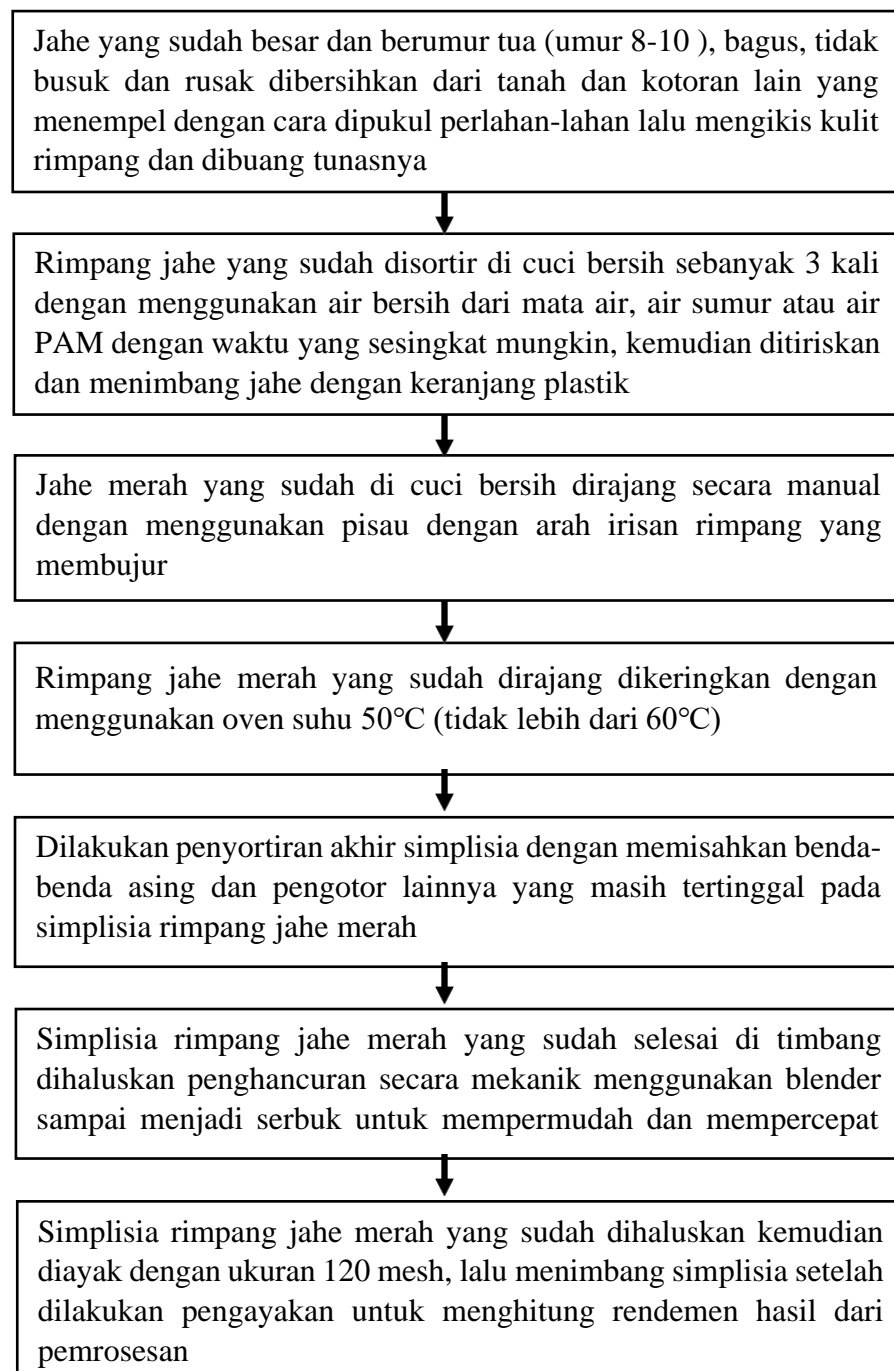 Jahe yang sudah besar dan berumur tua (umur 8-10 ), bagus, tidak
busuk dan rusak dibersihkan dari tanah dan kotoran lain yang
menempel dengan cara dipukul perlahan-lahan lalu mengikis kulit
rimpang dan dibuang tunasnya
Rimpang jahe yang sudah disortir di cuci bersih sebanyak 3 kali
dengan menggunakan air bersih dari mata air, air sumur atau air
PAM dengan waktu yang sesingkat mungkin, kemudian ditiriskan
dan menimbang jahe dengan keranjang plastik
Jahe merah yang sudah di cuci bersih dirajang secara manual
dengan menggunakan pisau dengan arah irisan rimpang yang
membujur
Rimpang jahe merah yang sudah dirajang dikeringkan dengan
menggunakan oven suhu 50°C (tidak lebih dari 60°C)
Dilakukan penyortiran akhir simplisia dengan memisahkan benda-
benda asing dan pengotor lainnya yang masih tertinggal pada
simplisia rimpang jahe merah
Simplisia rimpang jahe merah yang sudah selesai di timbang
dihaluskan penghancuran secara mekanik menggunakan blender
sampai menjadi serbuk untuk mempermudah dan mempercepat
Simplisia rimpang jahe merah yang sudah dihaluskan kemudian
diayak dengan ukuran 120 mesh, lalu menimbang simplisia setelah
dilakukan pengayakan untuk menghitung rendemen hasil dari
pemrosesan